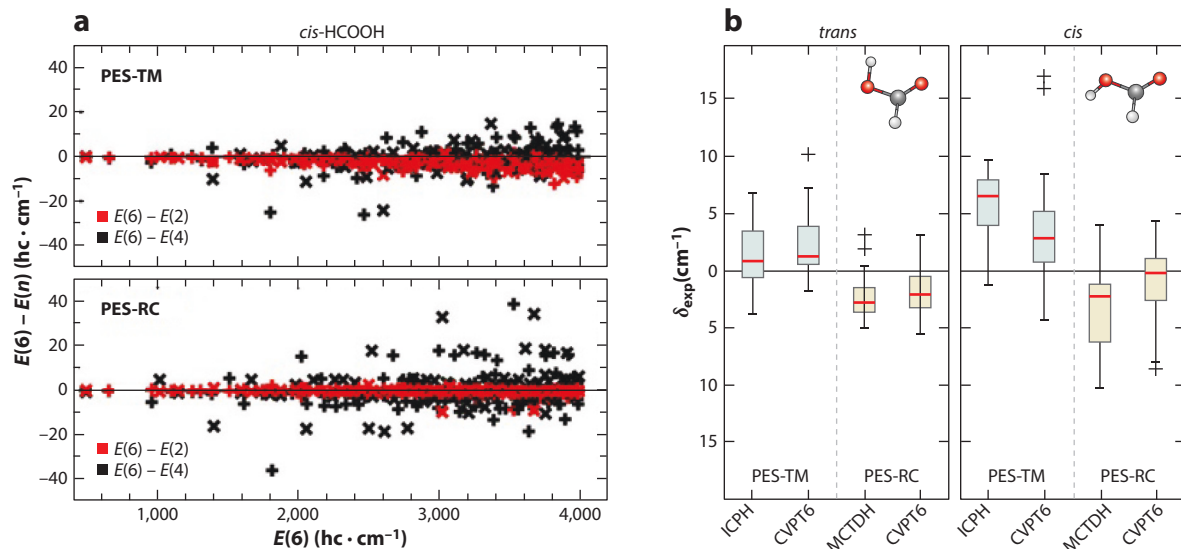 a
cis-HCOOH
PES-TM
40
20
0
−20
−40
E(6) – E(2)
E(6) – E(4)
PES-RC
40
20
0
−20
−40
E(6) – E(2)
E(6) – E(4)
E(6) – E(n) (hc · cm⁻¹)
1,000
2,000
3,000
4,000
E(6) (hc · cm⁻¹)
b
trans
cis
15
10
5
0
5
10
15
δexp(cm⁻¹)
PES-TM
PES-RC
PES-TM
PES-RC
ICPH
CVPT6
MCTDH
CVPT6
ICPH
CVPT6
MCTDH
CVPT6